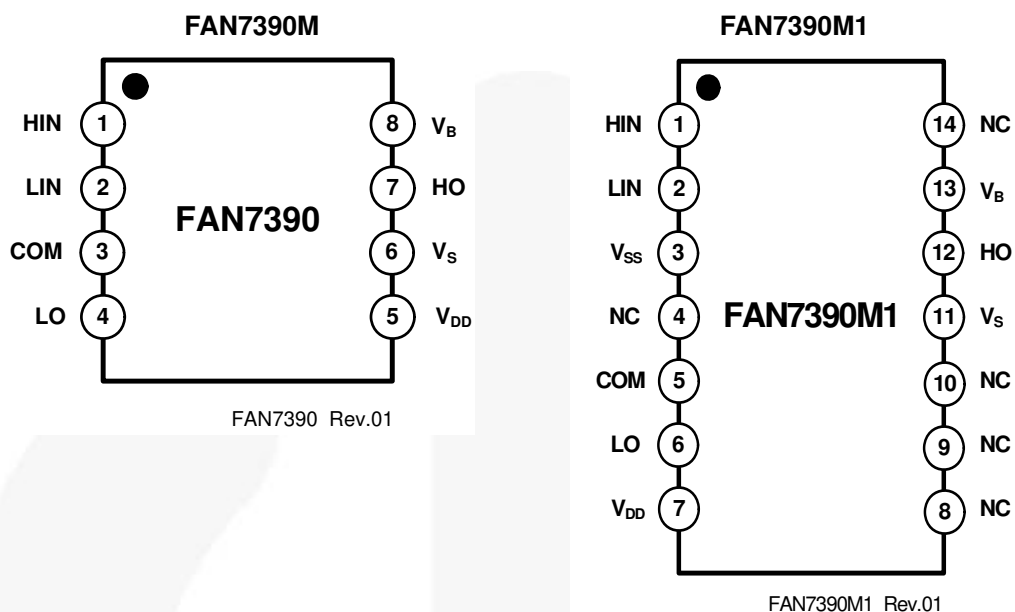 FAN7390M
HIN 1
LIN 2
COM 3
LO 4
8 VB
7 HO
6 VS
5 VDD
FAN7390
FAN7390 Rev.01
FAN7390M1
HIN 1
LIN 2
VSS 3
NC 4
COM 5
LO 6
VDD 7
14 NC
13 VB
12 HO
11 VS
10 NC
9 NC
8 NC
FAN7390M1
FAN7390M1 Rev.01